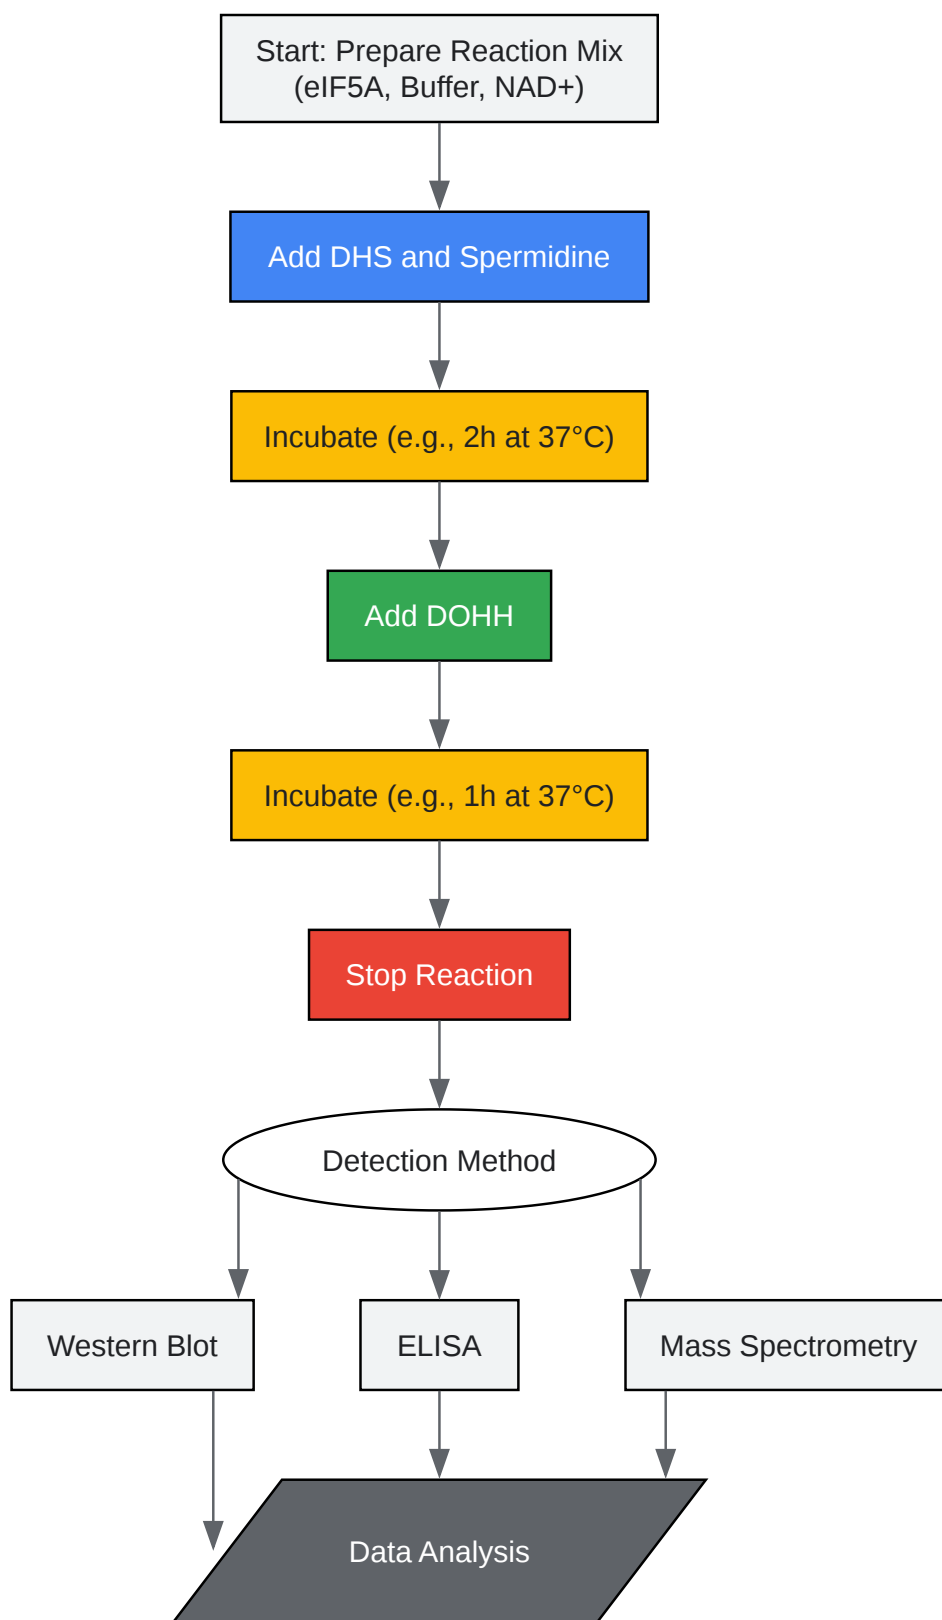 Start: Prepare Reaction Mix
(eIF5A, Buffer, NAD+)
Add DHS and Spermidine
Incubate (e.g., 2h at 37°C)
Add DOHH
Incubate (e.g., 1h at 37°C)
Stop Reaction
Detection Method
Western Blot
ELISA
Mass Spectrometry
Data Analysis